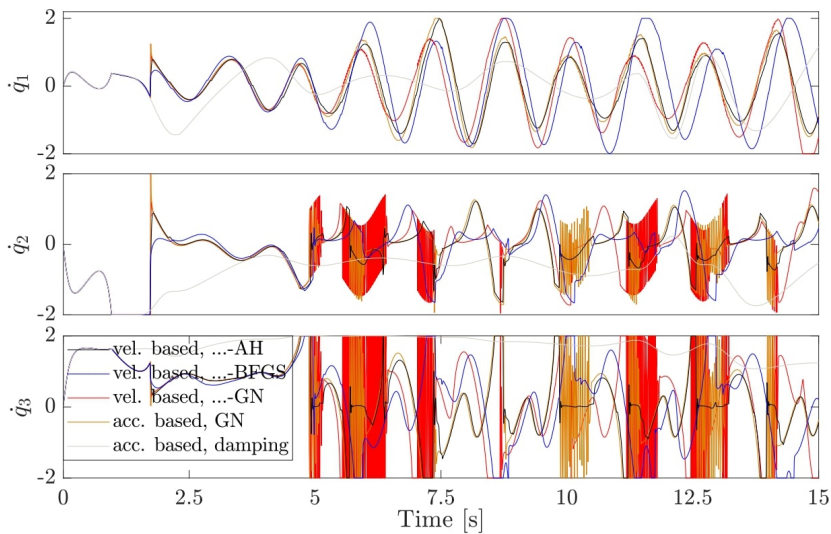 2
0
-2
q̇₁
2
0
-2
q̇₂
2
0
-2
q̇₃
vel. based, ...-AH
vel. based, ...-BFGS
vel. based, ...-GN
acc. based, GN
acc. based, damping
0 2.5 5 7.5 10 12.5 15
Time [s]